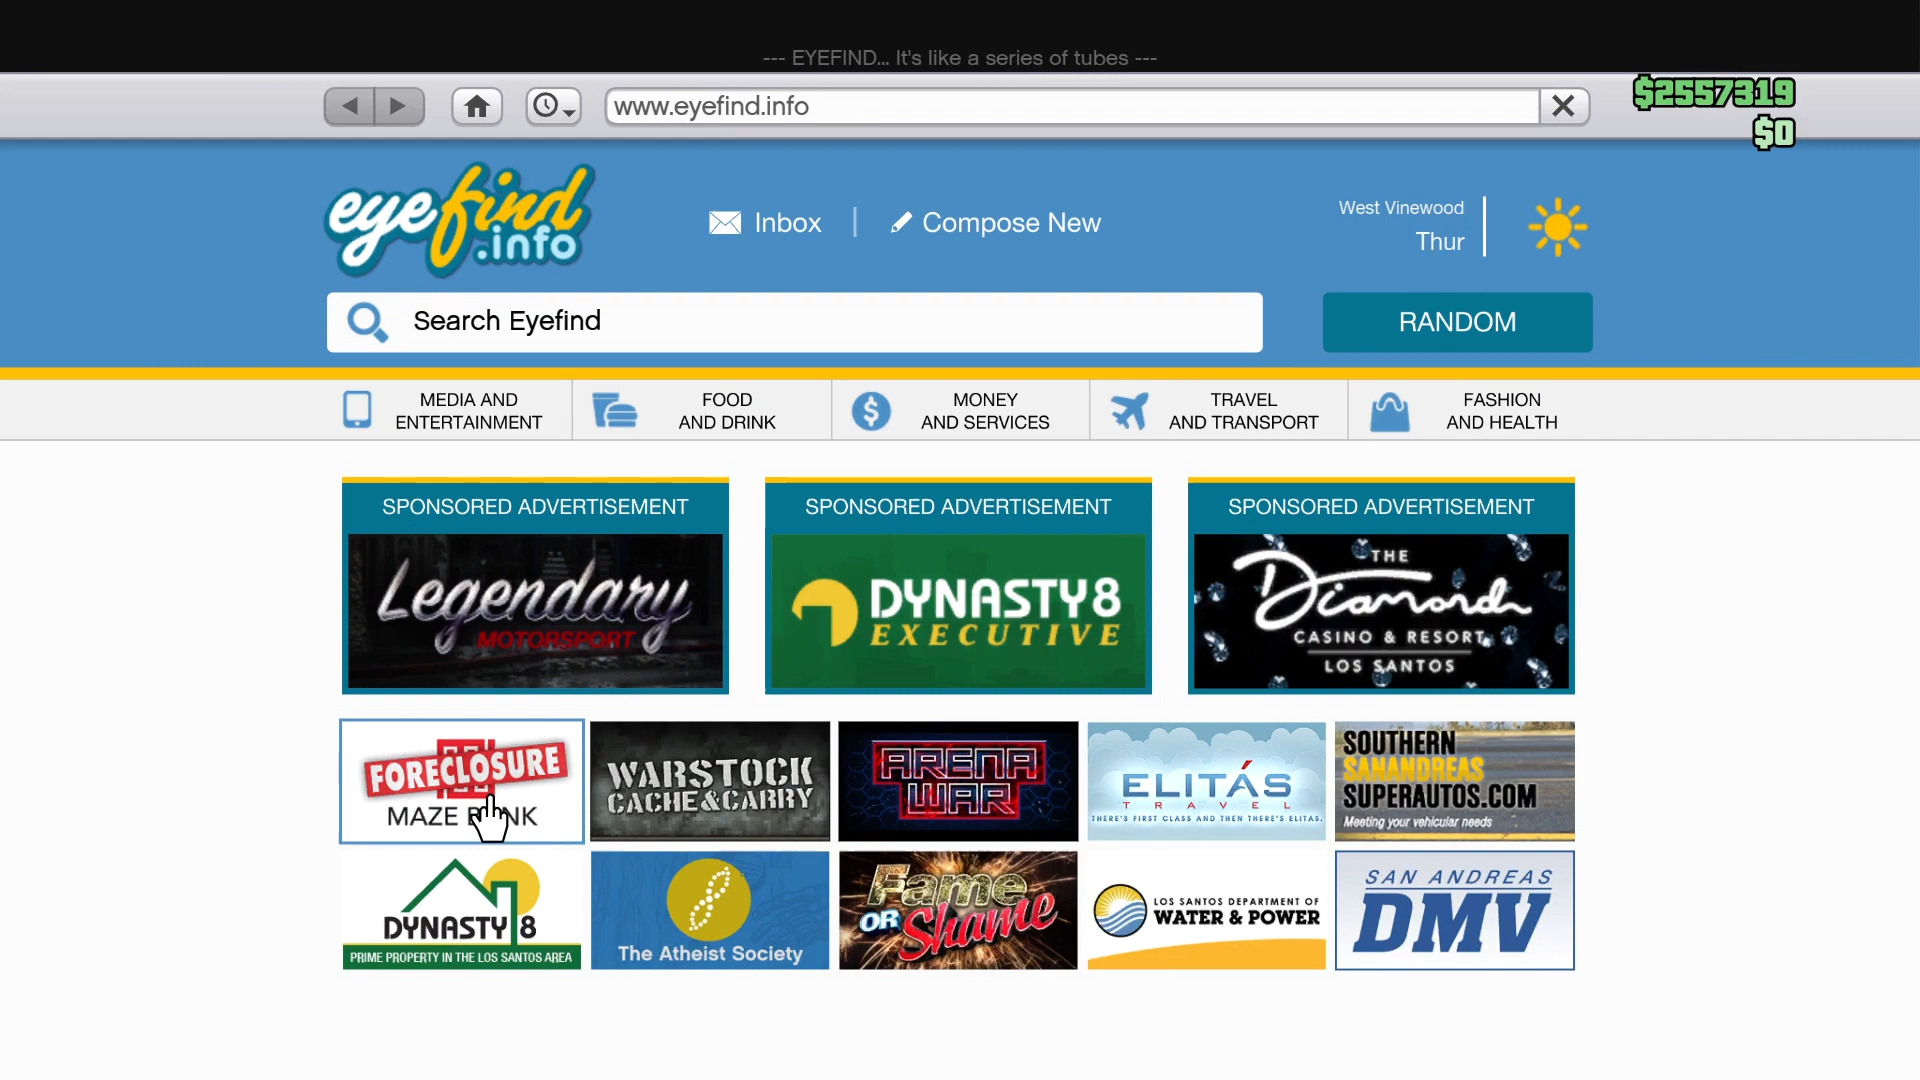 --- EYEFIND... It's like a series of tubes ---
www.eyefind.info
$2557319
$0
eyefind
.info
Inbox
Compose New
West Vinewood
Thur
Search Eyefind
RANDOM
MEDIA AND
ENTERTAINMENT
FOOD
AND DRINK
MONEY
AND SERVICES
TRAVEL
AND TRANSPORT
FASHION
AND HEALTH
SPONSORED ADVERTISEMENT
Legendary
MOTORSPORT
SPONSORED ADVERTISEMENT
DYNASTY8
EXECUTIVE
SPONSORED ADVERTISEMENT
THE
Diamond
CASINO & RESORT
LOS SANTOS
FORECLOSURE
MAZE B NK
WARSTOCK
CACHE&CARRY
ARENA
WAR
ELITÁS
TRAVEL
THERE'S FIRST CLASS AND THEN THERE'S ELITAS.
SOUTHERN
SANANDREAS
SUPERAUTOS.COM
Meeting your vehicular needs
DYNASTY 8
PRIME PROPERTY IN THE LOS SANTOS AREA
The Atheist Society
Fame
OR Shame
LOS SANTOS DEPARTMENT OF
WATER & POWER
SAN ANDREAS
DMV